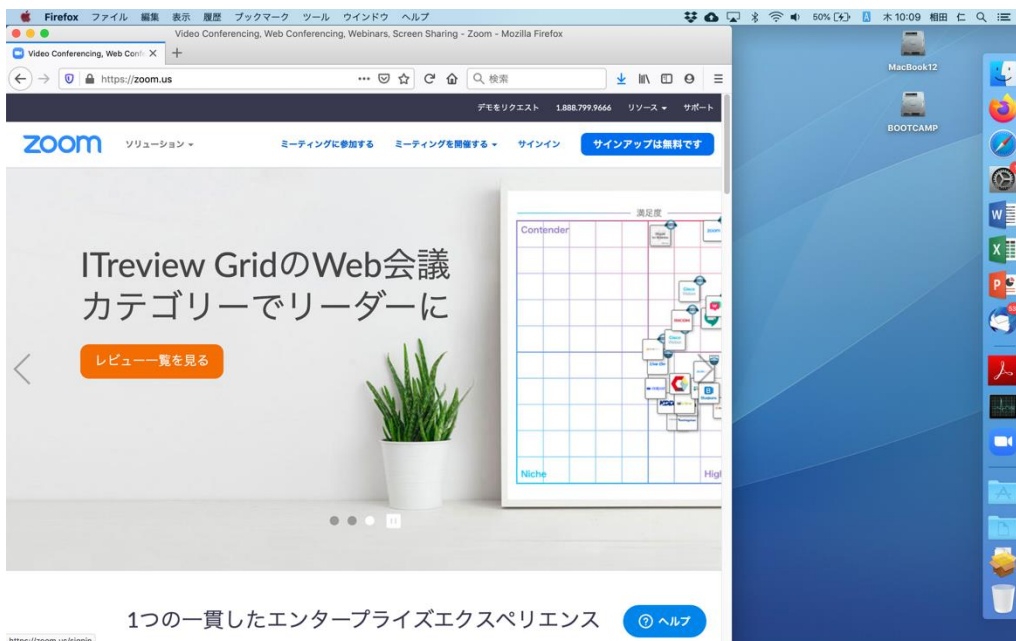 Firefox ファイル 編集 表示 履歴 ブックマーク ツール ウインドウ ヘルプ
50% 木 10:09 相田 仁
Video Conferencing, Web Conferencing, Webinars, Screen Sharing - Zoom - Mozilla Firefox
Video Conferencing, Web Conf
https://zoom.us
検索
デモをリクエスト 1.888.799.9666 リソース サポート
zoom ソリューション ミーティングに参加する ミーティングを開催する サインイン サインアップは無料です
ITreview GridのWeb会議
カテゴリーでリーダーに
レビュー一覧を見る
満足度
Contender
Niche
High
1つの一貫したエンタープライズエクスペリエンス
ヘルプ
https://zoom.us/signin
MacBook12
BOOTCAMP